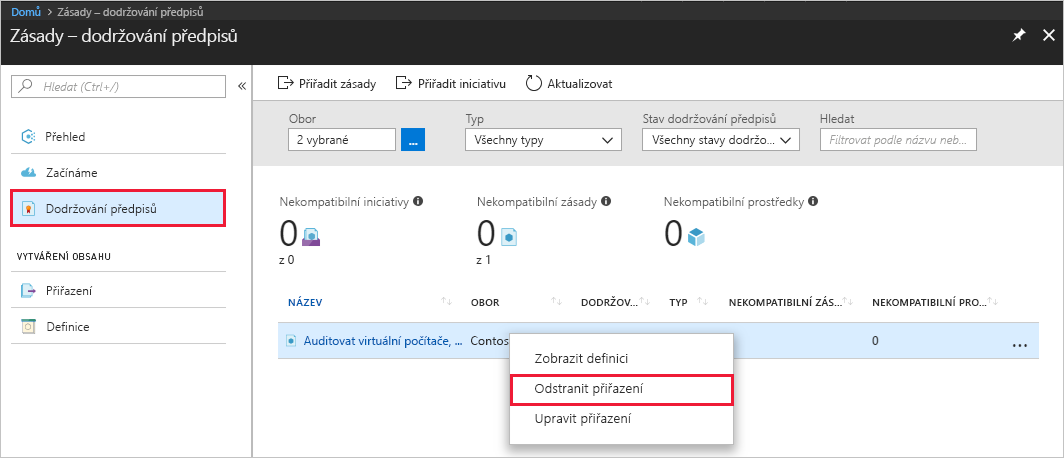 Domů > Zásady – dodržování předpisů
Zásady – dodržování předpisů
Hledat (Ctrl+/)
Přehled
Začínáme
Dodržování předpisů
VYTVÁŘENÍ OBSAHU
Přiřazení
Definice
Přiřadit zásady Přiřadit iniciativu Aktualizovat
Obor Typ Stav dodržování předpisů Hledat
2 vybrané ... Všechny typy Všechny stavy dodržo... Filtrovat podle názvu neb...
Nekompatibilní iniciativy Nekompatibilní zásady Nekompatibilní prostředky
0 0 0
z 0 z 1
NÁZEV OBOR DODRŽOV... TYP NEKOMPATIBILNÍ ZÁS... NEKOMPATIBILNÍ PRO...
Auditovat virtuální počítače, ... Contos 0 ...
Zobrazit definici
Odstranit přiřazení
Upravit přiřazení